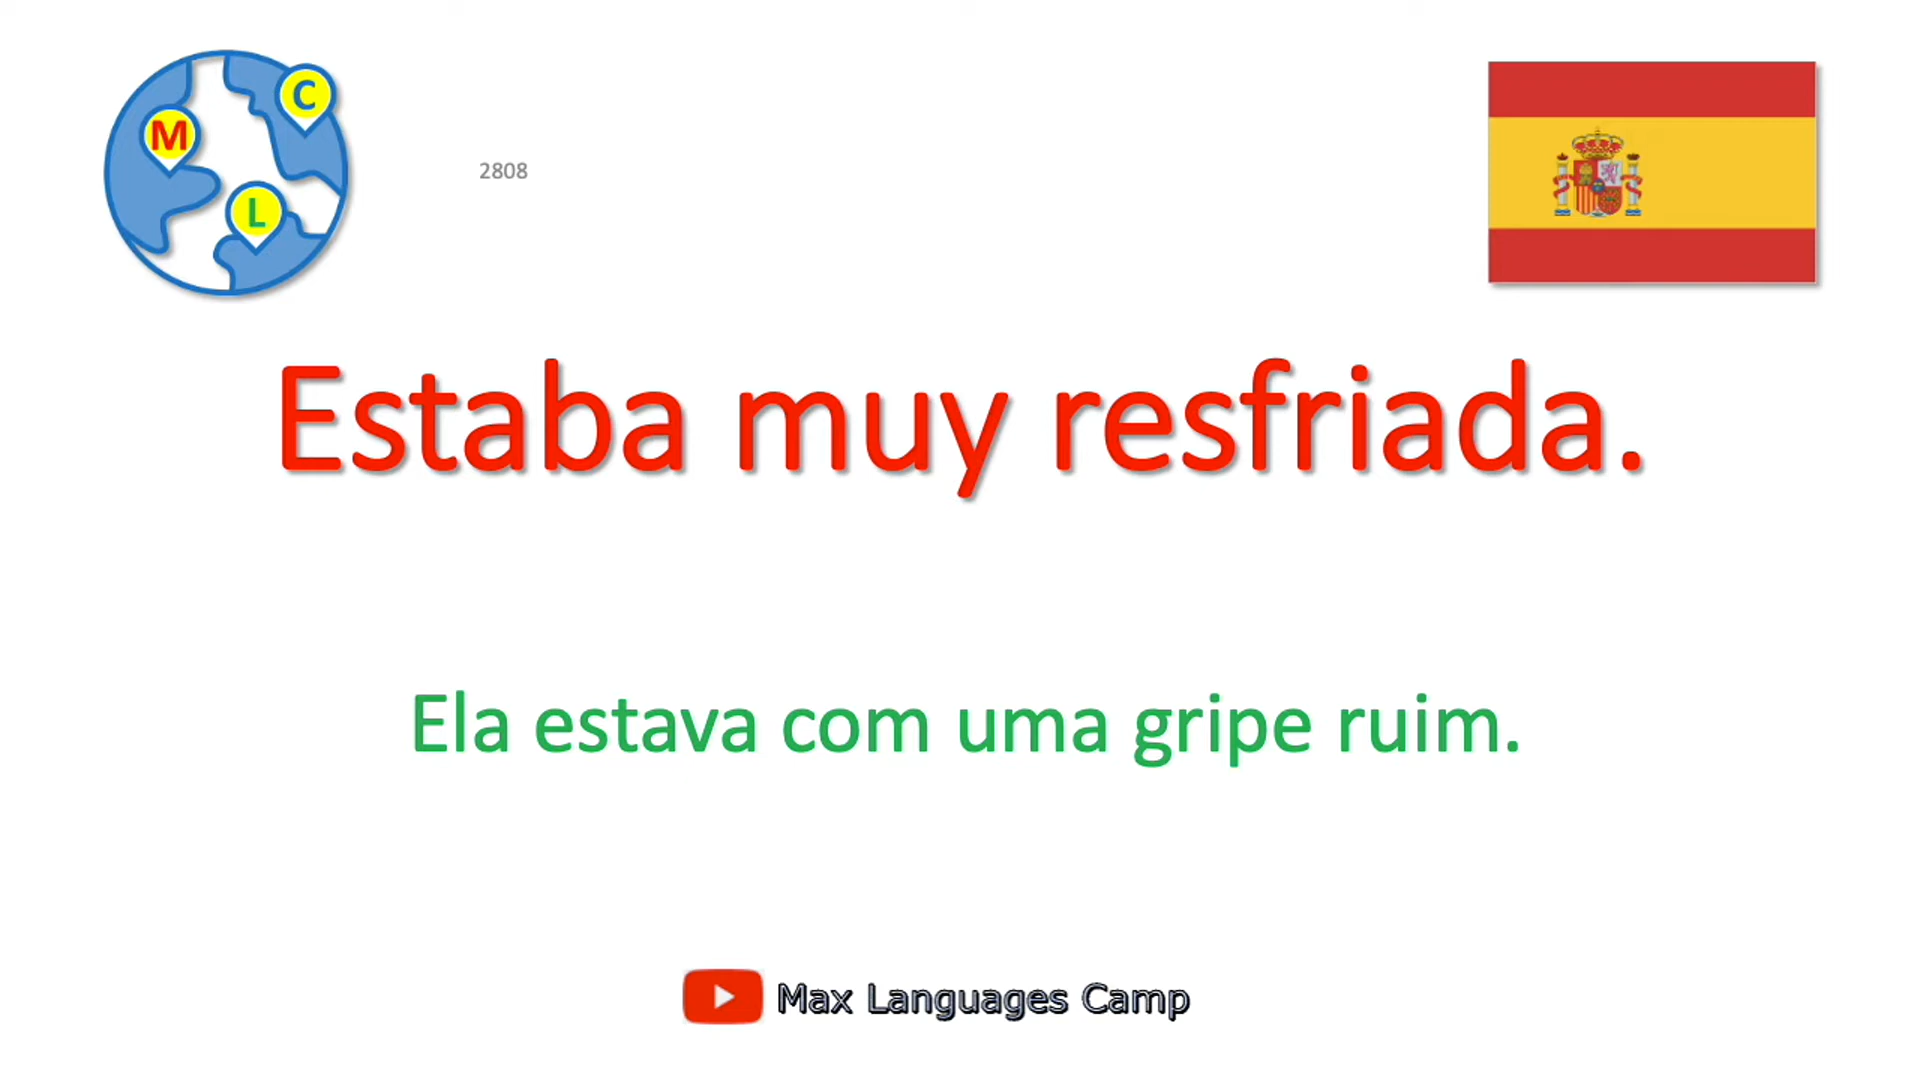 C
M
L
2808
Estaba muy resfriada.
Ela estava com uma gripe ruim.
Max Languages Camp